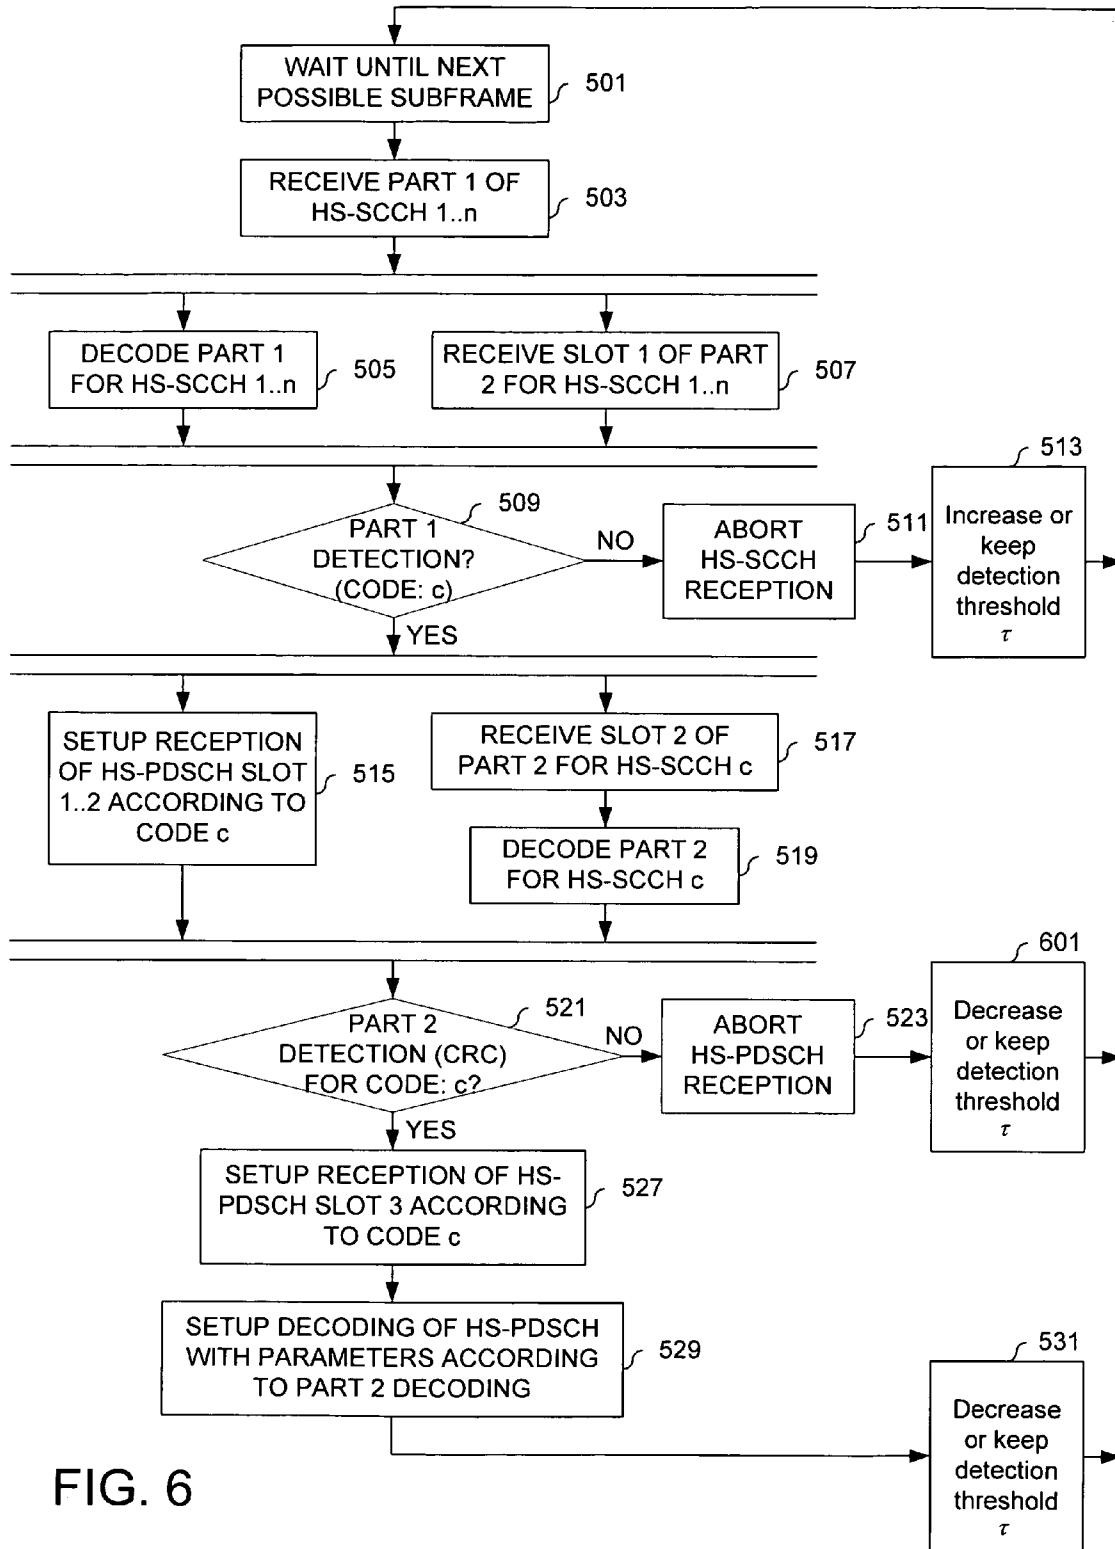 WAIT UNTIL NEXT
POSSIBLE SUBFRAME
501
RECEIVE PART 1 OF
HS-SCCH 1..n
503
DECODE PART 1
FOR HS-SCCH 1..n
505
RECEIVE SLOT 1 OF PART
2 FOR HS-SCCH 1..n
507
PART 1
DETECTION?
(CODE: c)
509
NO
YES
ABORT
HS-SCCH
RECEPTION
511
513
Increase or
keep
detection
threshold
τ
SETUP RECEPTION
OF HS-PDSCH SLOT
1..2 ACCORDING TO
CODE c
515
RECEIVE SLOT 2 OF
PART 2 FOR HS-SCCH c
517
DECODE PART 2
FOR HS-SCCH c
519
PART 2
DETECTION (CRC)
FOR CODE: c?
521
NO
YES
ABORT
HS-PDSCH
RECEPTION
523
601
Decrease
or keep
detection
threshold
τ
SETUP RECEPTION OF HS-
PDSCH SLOT 3 ACCORDING
TO CODE c
527
SETUP DECODING OF HS-PDSCH
WITH PARAMETERS ACCORDING
TO PART 2 DECODING
529
531
Decrease
or keep
detection
threshold
τ
FIG. 6